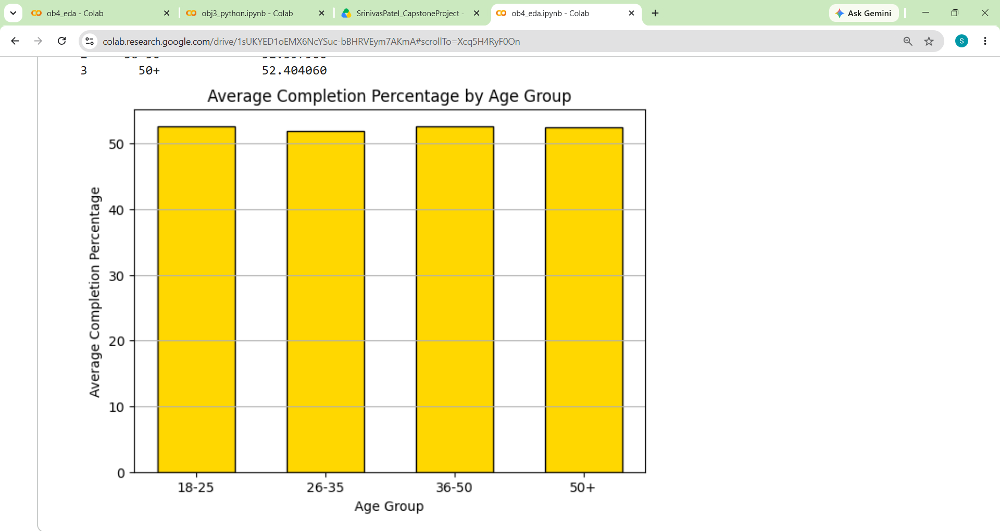 ob4_eda - Colab
obj3_python.ipynb - Colab
SrinivasPatel_CapstoneProject -
ob4_eda.ipynb - Colab
Ask Gemini
colab.research.google.com/drive/1sUKYED1oEMX6NcYSuc-bBHRVEym7AKmA#scrollTo=Xcq5H4RyF0On
S
3 50+ 52.404060
Average Completion Percentage by Age Group
Average Completion Percentage
50
40
30
20
10
0
18-25 26-35 36-50 50+
Age Group